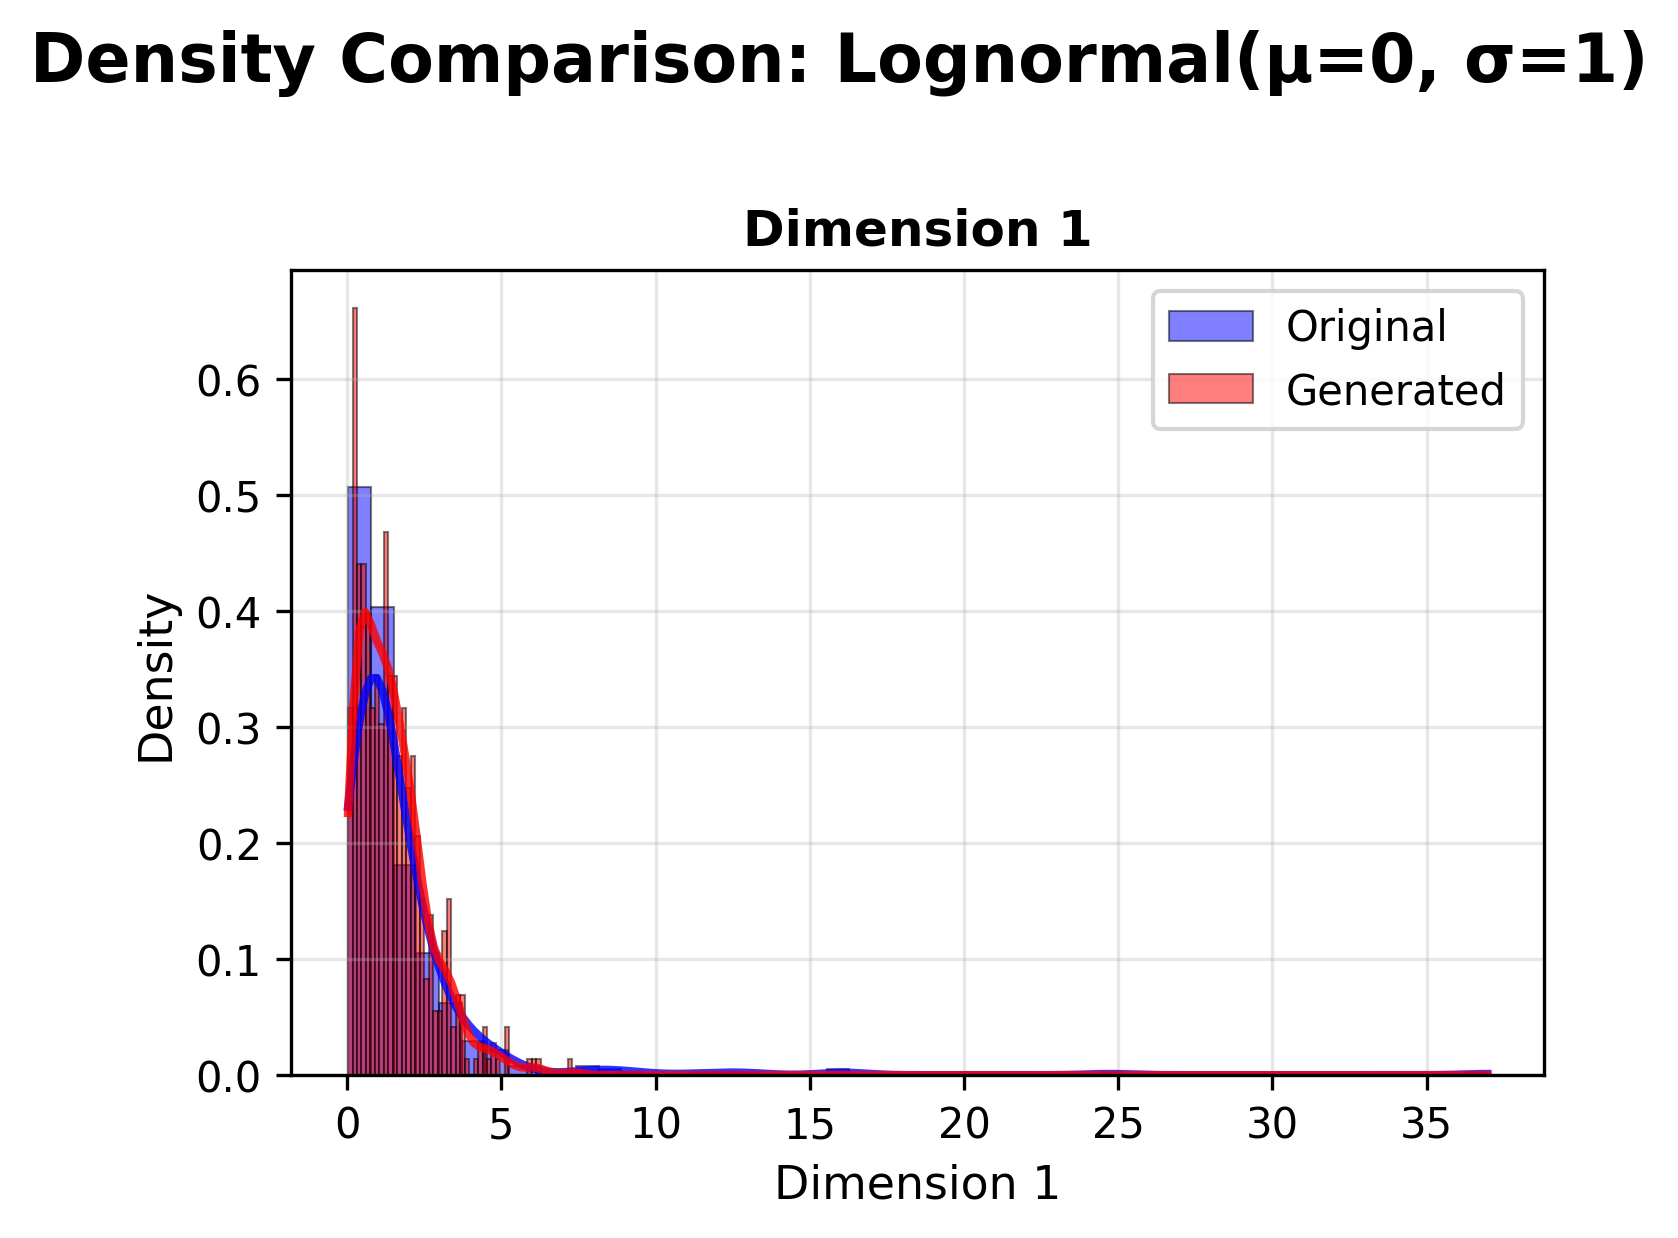 Density Comparison: Lognormal(μ=0, σ=1)
Dimension 1
Original
Generated
Density
0.6
0.5
0.4
0.3
0.2
0.1
0.0
0 5 10 15 20 25 30 35
Dimension 1